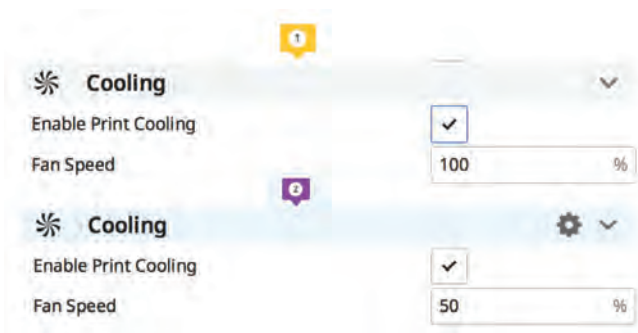 1
Cooling
Enable Print Cooling
Fan Speed 100 %
2
Cooling
Enable Print Cooling
Fan Speed 50 %